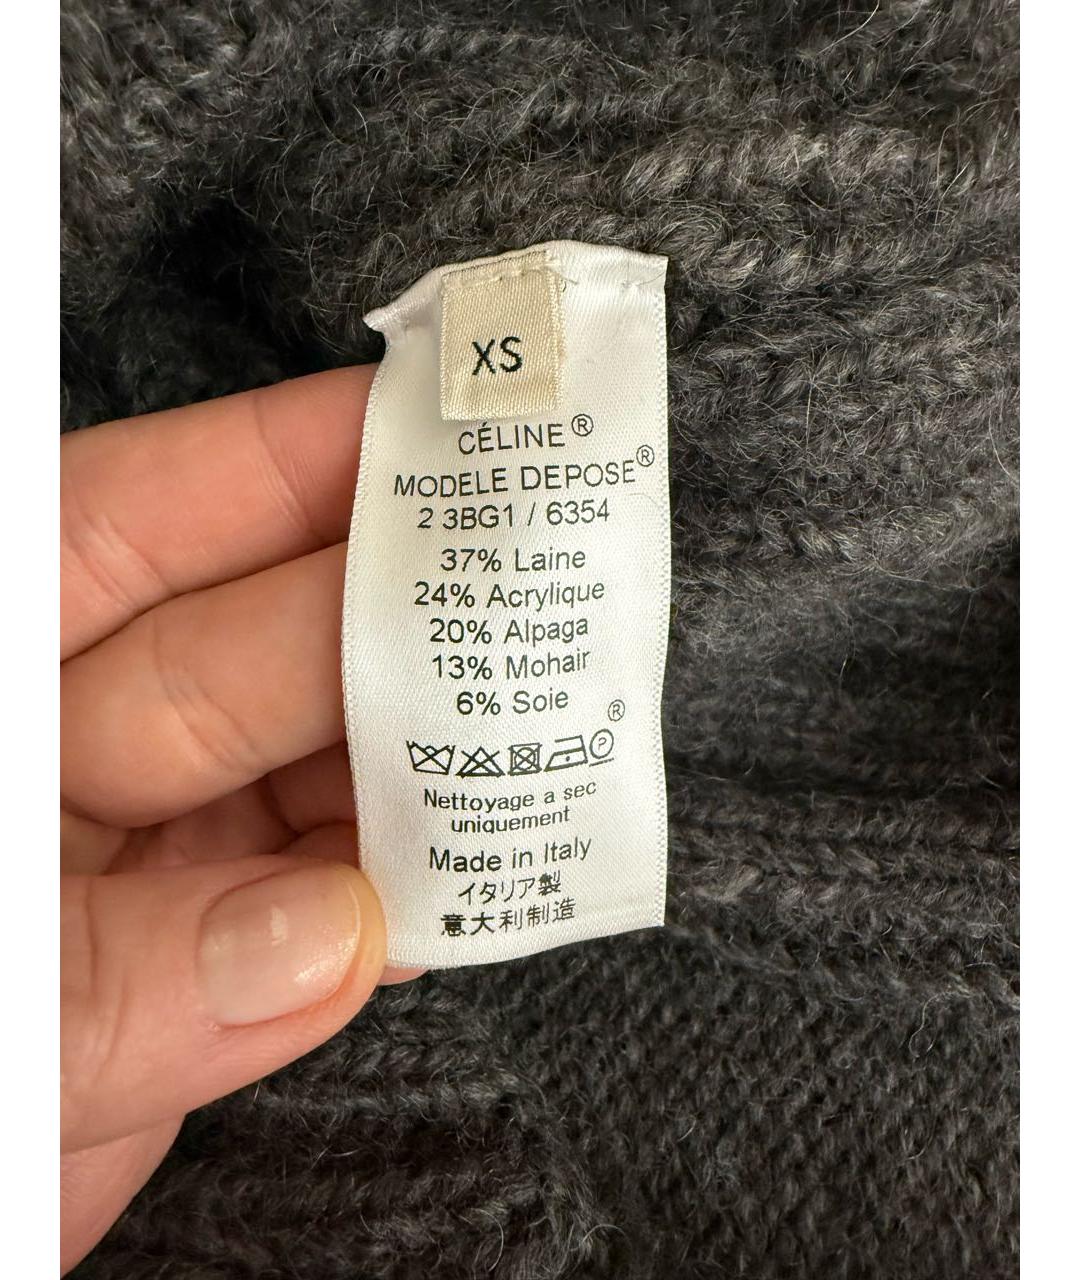 XS
CÉLINE®
MODELE DEPOSE®
2 3BG1 / 6354
37% Laine
24% Acrylique
20% Alpaga
13% Mohair
6% Soie
®
P
Nettoyage a sec
uniquement
Made in Italy
イタリア製
意大利制造